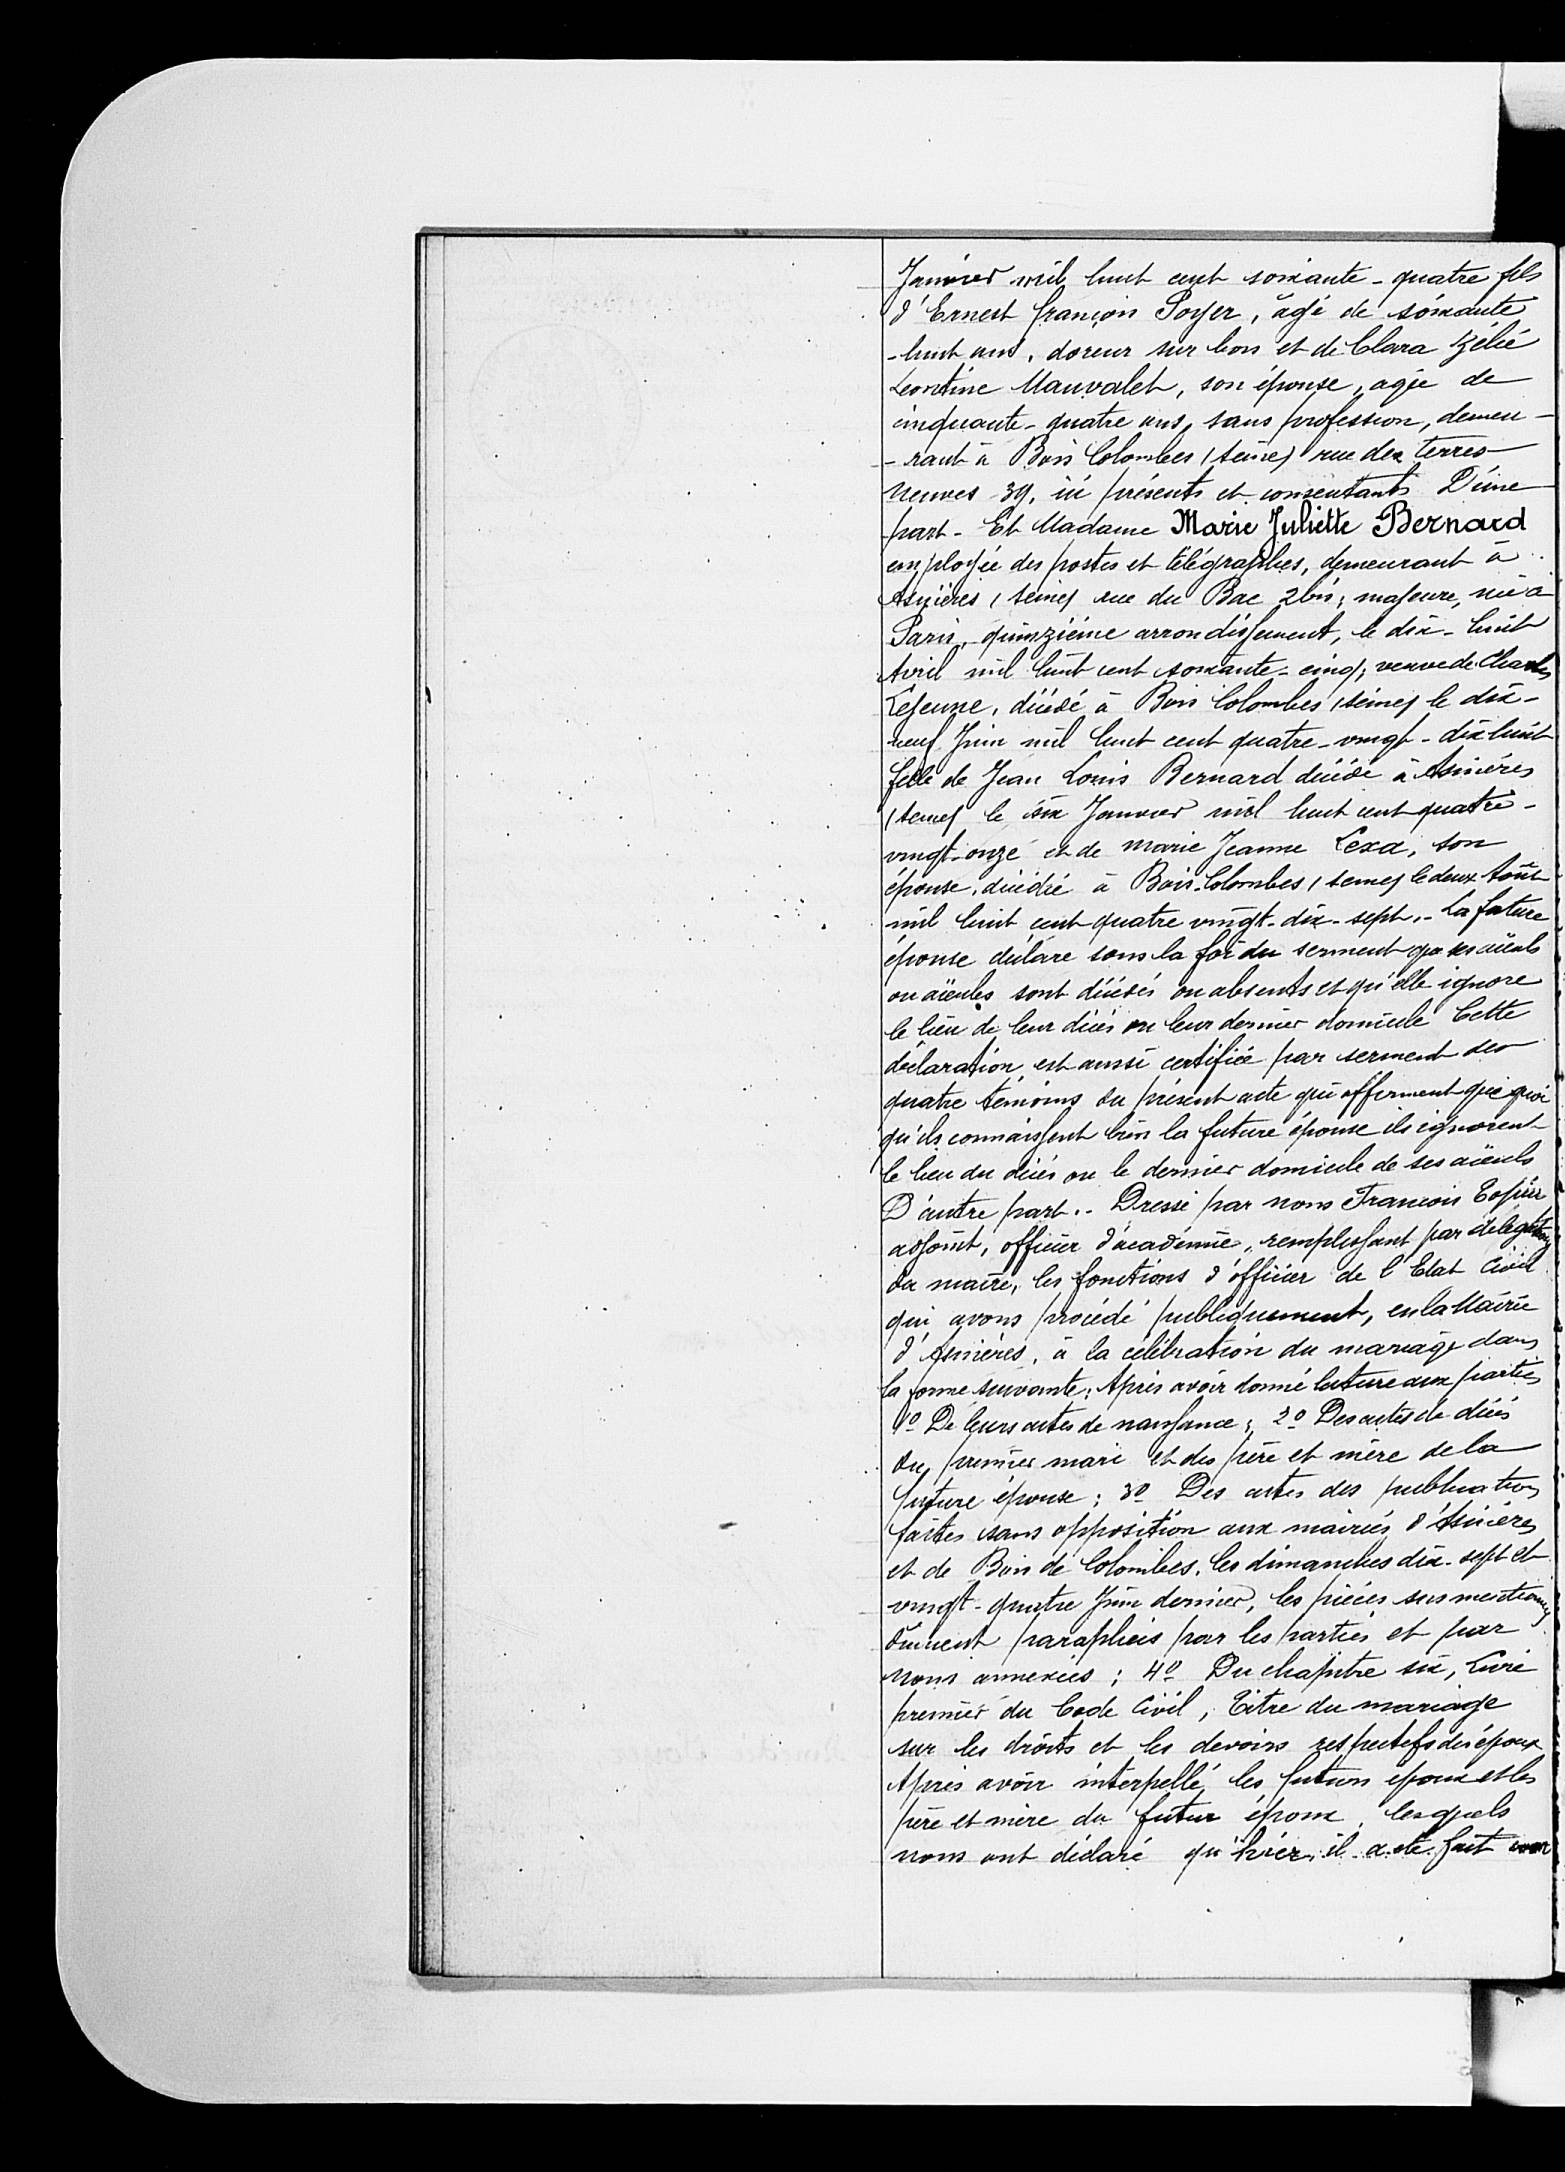 Janvier mil huit cent soixante-quatre fils
d'Ernest françois Poyer, âgé de soixante
-huit ans, doreur sur bois et de Clara Zélié
Leontine Mauvalet, son épouse, agée de
cinquante-quatre ans, sans profession, demeu-
-rant à Bois Colombes (Seine) rue des terres
neuves 39, ici présents et consentants D'une
part - Et Madame Marie Juliette Bernard
employée des postes et télégraphes, demeurant à
Asnières (Seine) rue du Bac 2bis; majeure, née à
Paris, quinzième arrondissement, le dix-huit
Avril mil huit cent soixante-cinq; veuve de Charles
Lejeune, décédé à Bois Colombes (seine) le dix-
neuf Juin mil huit cent quatre-vingt-dix huit
fille de Jean Louis Bernard décédé à Asnières
(seine) le six Janvier mil huit cent quatre-
vingt-onze et de marie Jeanne Lexa, son
épouse, décédée à Bois-Colombes (seine) le deux Août
mil huit cent quatre vingt-dix-sept.- La future
épouse déclare sous la foi du serment que ses aïeuls
ou aïeules sont décédés ou absents et qu'elle ignore
le lieu de leur décès ou leur dernier domicile Cette
déclaration est aussi certifiée par serment des
quatre témoins du présent acte qui affirment que quoi
qu'ils connaissent bien la future épouse ils ignorent
le lieu du décès ou le dernier domicile de ses aïeuls
D'autre part.- Dressé par nous François
adjoint, officier d'académie, remplissant par délégation
du maire, les fonctions d'officier de l'Etat civil
qui avons procédé publiquement, en la Mairie
d'Asnières, à la célébration du mariage dans
la forme suivante: Après avoir donné lecture aux parties
1º De leurs actes de naissance; 2º Des actes de décès
du premier mari et des père et mère de la
future épouse; 3º Des actes des publications
faites sans opposition aux mairies d'Asnières
et de Bois de Colombes, les dimanches dix-sept et
vingt-quatre Juin dernier, les pièces sus mentionnées
dûment paraphées par les parties et par
nous annexées; 4º Du chapitre six, Livre
premier du Code Civil, Titre du mariage
sur les droits et les devoirs respectifs des époux
Après avoir interpellé les futurs époux et les
père et mère du futur époux, lesquels
nous ont déclaré qu'hier, il a été fait un